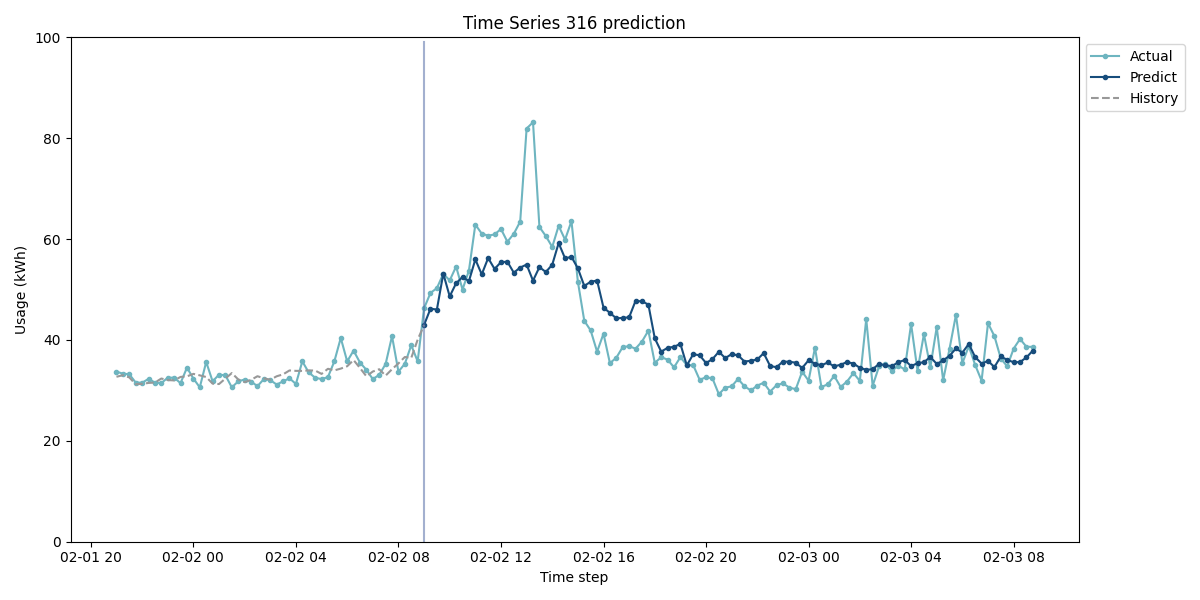 Time Series 316 prediction
100
80
60
40
20
0
Usage (kWh)
02-01 20
02-02 00
02-02 04
02-02 08
02-02 12
02-02 16
02-02 20
02-03 00
02-03 04
02-03 08
Time step
Actual
Predict
History